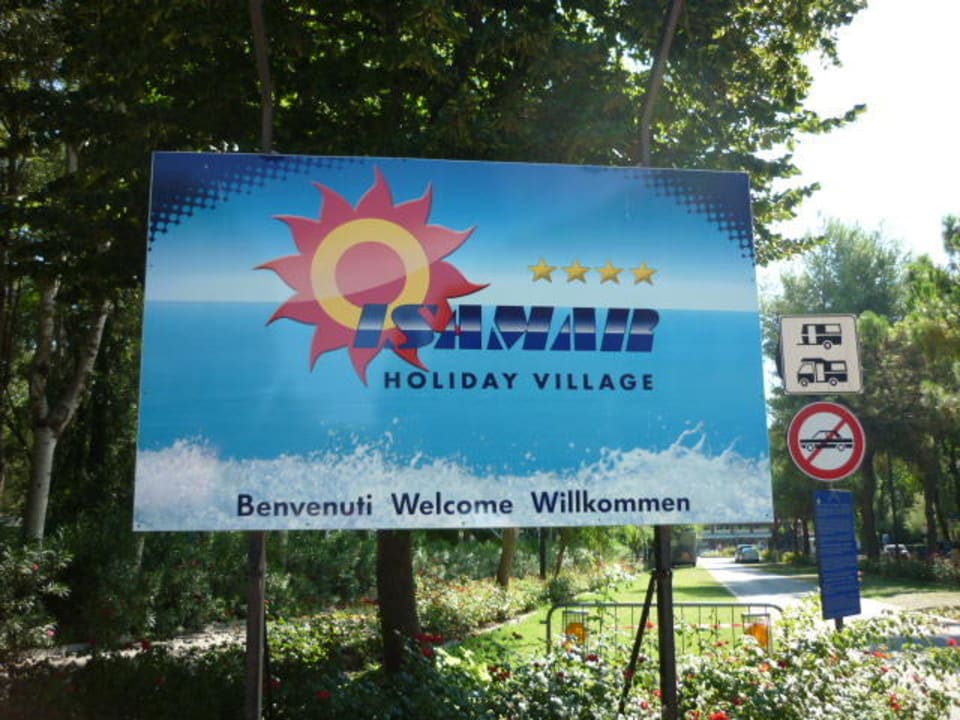 ISAMAR
HOLIDAY VILLAGE
Benvenuti Welcome Willkommen